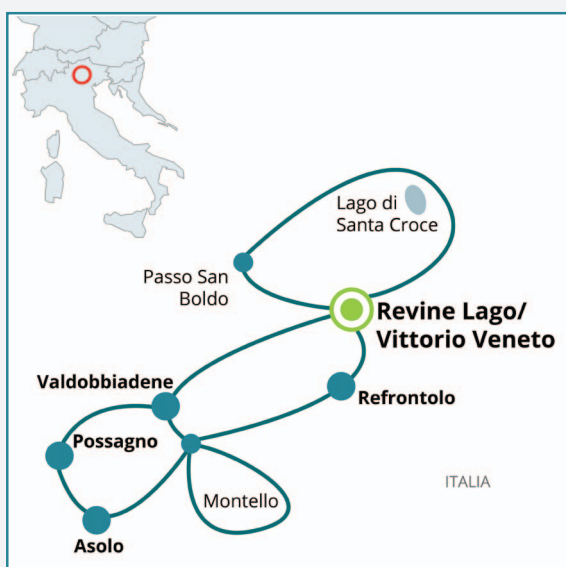 Lago di
Santa Croce
Passo San
Boldo
Revine Lago/
Vittorio Veneto
Valdobbiadene
Refrontolo
Possagno
ITALIA
Montello
Asolo